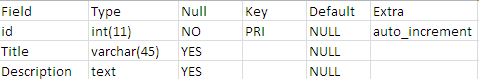 Field Type Null Key Default Extra
id int(11) NO PRI NULL auto_increment
Title varchar(45) YES NULL
Description text YES NULL